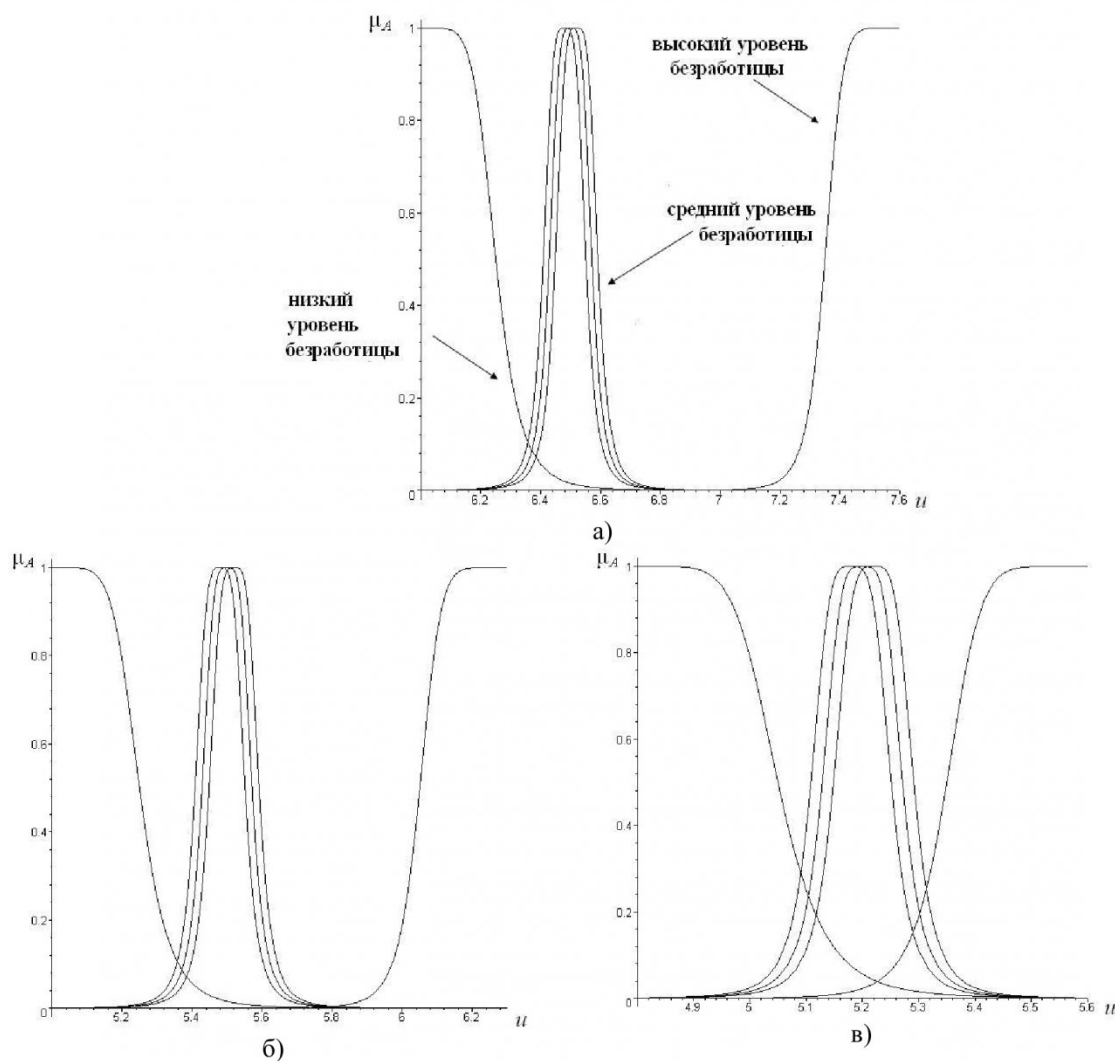 μA
1
высокий уровень
безработицы
0.8
0.6
средний уровень
безработицы
0.4
низкий
уровень
безработицы
0.2
0
6.2 6.4 6.6 6.8 7 7.2 7.4 7.6 u
а)
μA
1
0.8
0.6
0.4
0.2
0
5.2 5.4 5.6 5.8 6 6.2 u
б)
μA
1
0.8
0.6
0.4
0.2
0
4.9 5 5.1 5.2 5.3 5.4 5.5 5.6 u
в)